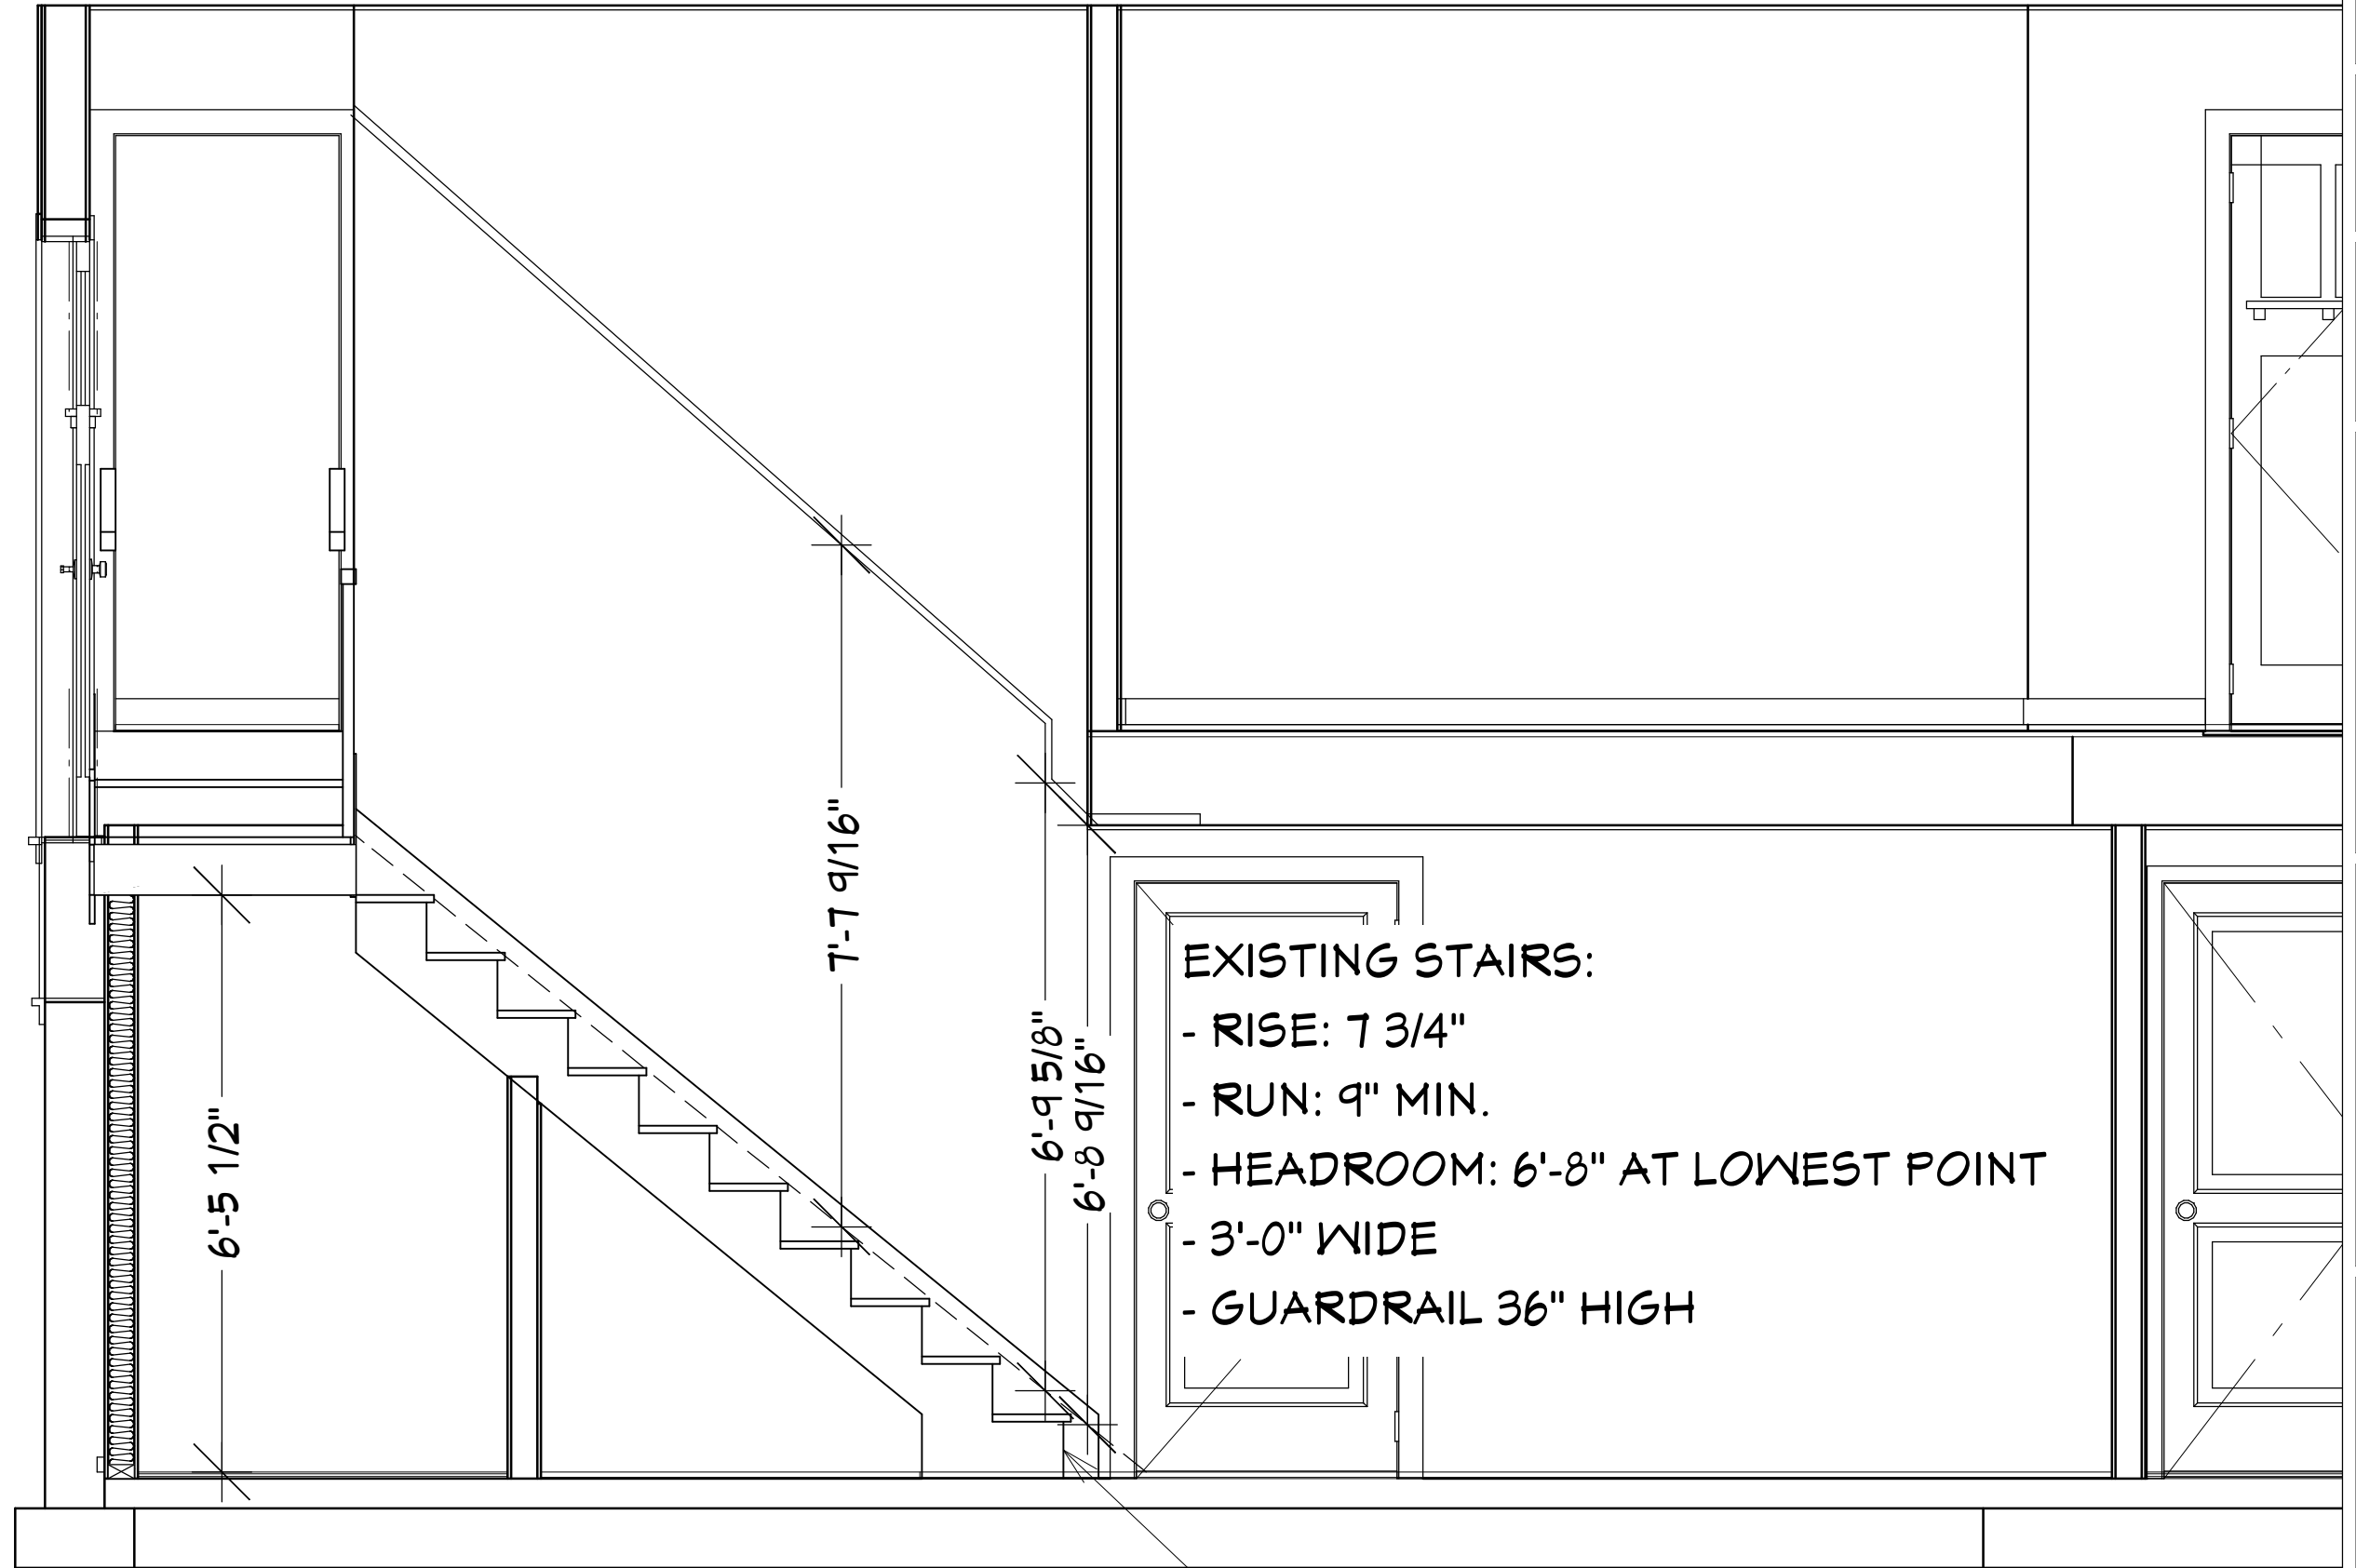 7'-7 9/16"
6'-5 1/2"
6'-9 5/8"
6'-8 9/16"
EXISTING STAIRS:
- RISE: 7 3/4"
- RUN: 9" MIN.
- HEADROOM: 6'-8" AT LOWEST POINT
- 3'-0" WIDE
- GUARDRAIL 36" HIGH